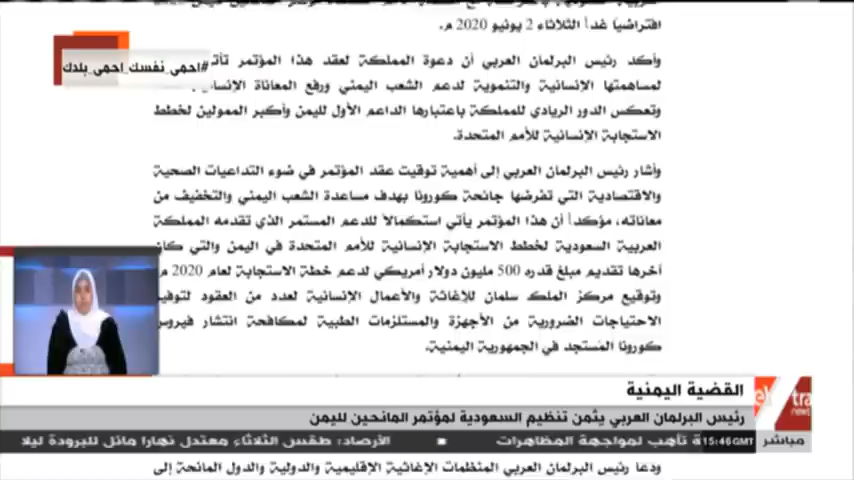 افتراضياً غداً الثلاثاء 2 يونيو 2020 م.
#احمى_نفسك_احمى_بلدك
وأكد رئيس البرلمان العربي أن دعوة المملكة لعقد هذا المؤتمر
لمساهمتها الإنسانية والتنموية لدعم الشعب اليمني ورفع المعاناة
وتعكس الدور الريادي للمملكة باعتبارها الداعم الأول لليمن وأكبر الممولين لخطط
الاستجابة الإنسانية للأمم المتحدة.
وأشار رئيس البرلمان العربي إلى أهمية توقيت عقد المؤتمر في ضوء التداعيات الصحية
والاقتصادية التي تفرضها جائحة كورونا بهدف مساعدة الشعب اليمني والتخفيف من
معاناته، مؤكداً أن هذا المؤتمر يأتي استكمالاً للدعم المستمر الذي تقدمه المملكة
العربية السعودية لخطط الاستجابة الإنسانية للأمم المتحدة في اليمن والتي كان
آخرها تقديم مبلغ قدره 500 مليون دولار أمريكي لدعم خطة الاستجابة لعام 2020 م
وتوقيع مركز الملك سلمان للإغاثة والأعمال الإنسانية لعدد من العقود لتوفير
الاحتياجات الضرورية من الأجهزة والمستلزمات الطبية لمكافحة انتشار فيروس
كورونا المُستجد في الجمهورية اليمنية.
القضية اليمنية
extra
news
رئيس البرلمان العربي يثمن تنظيم السعودية لمؤتمر المانحين لليمن
مباشر
15:46GMT
تأهب لمواجهة المظاهرات ■ الأرصاد: طقس الثلاثاء معتدل نهارا مائل للبرودة ليلا
ودعا رئيس البرلمان العربي المنظمات الإغاثية الإقليمية والدولية والدول المانحة إلى